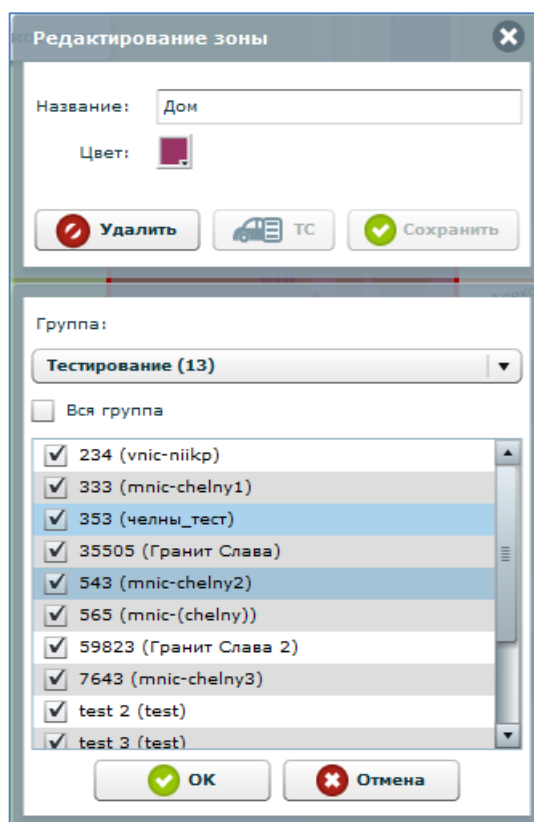 Редактирование зоны
Название: Дом
Цвет:
Удалить ТС Сохранить
Группа:
Тестирование (13)
Вся группа
234 (vnic-niikp)
333 (mnic-chelny1)
353 (челны_тест)
35505 (Гранит Слава)
543 (mnic-chelny2)
565 (mnic-(chelny))
59823 (Гранит Слава 2)
7643 (mnic-chelny3)
test 2 (test)
test 3 (test)
OK Отмена